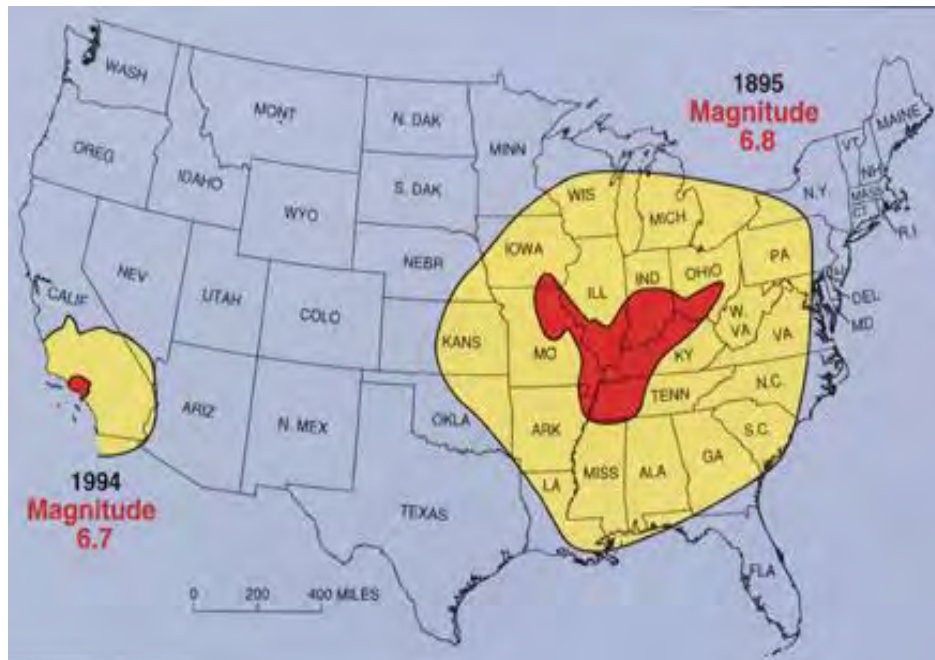 WASH
MONT
N. DAK
MINN
1895
Magnitude
6.8
MAINE
VT.
NH
OREG
IDAHO
S. DAK
WIS
MICH
N.Y.
MASS
CT.
R.I
WYO
IOWA
NEBR
PA
NEV
UTAH
COLO
ILL
IND
OHIO
DEL
MD
CALIF
KANS
MO
W.
VA
VA
KY
ARIZ
N. MEX
OKLA
ARK
TENN
N.C.
S.C.
1994
Magnitude
6.7
TEXAS
LA
MISS
ALA
GA
FLA
0 200 400 MILES